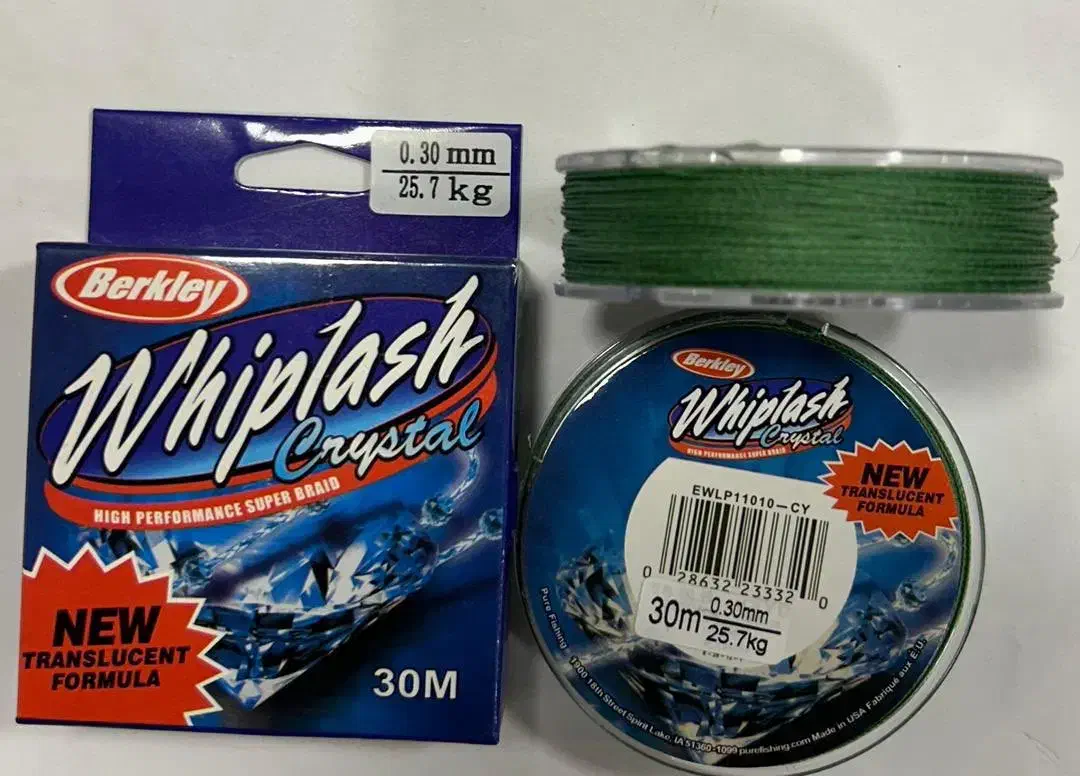 0.30 mm
25.7 kg
Berkley
Whiplash
Crystal
HIGH PERFORMANCE SUPER BRAID
NEW
TRANSLUCENT
FORMULA
30M
Berkley
Whiplash
Crystal
HIGH PERFORMANCE SUPER BRAID
NEW
TRANSLUCENT
FORMULA
EWLP11010-CY
0 28632 23332 0
30m 0.30mm
25.7kg
Pure Fishing - 1900 18th Street Spirit Lake, IA 51360-1099 purefishing.com Made in USA Fabriqué aux E.U.